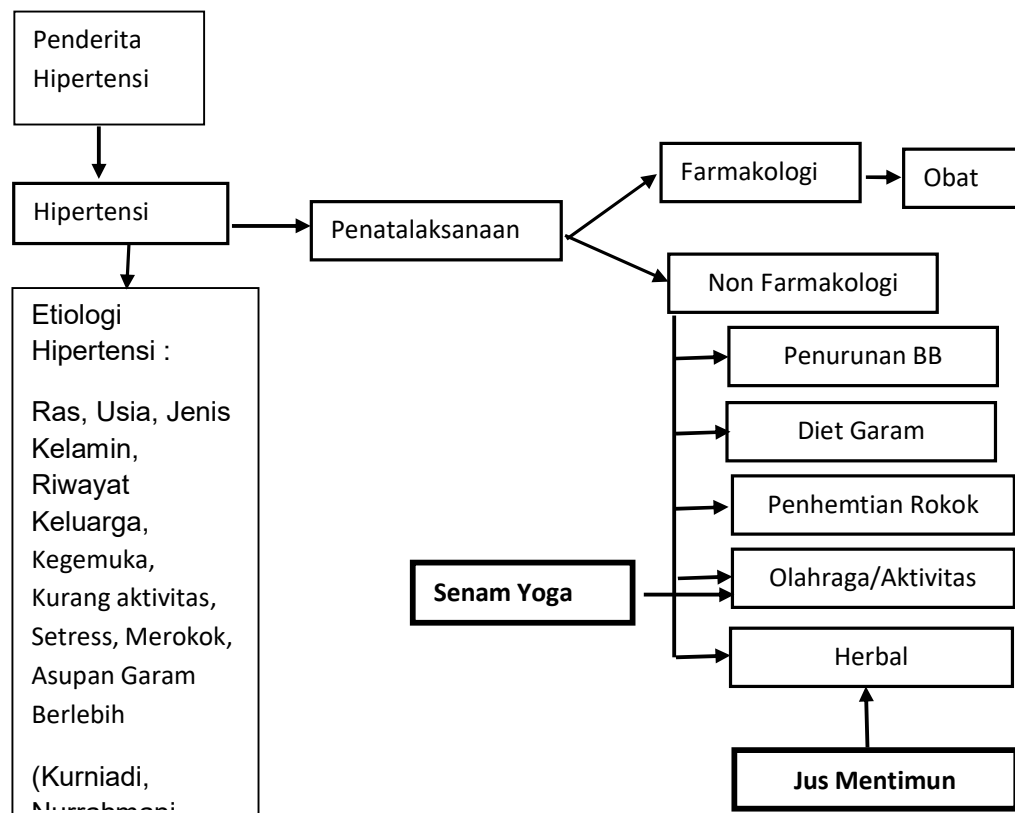 Penderita
Hipertensi
Hipertensi
Penatalaksanaan
Farmakologi
Obat
Non Farmakologi
Penurunan BB
Diet Garam
Penhemtian Rokok
Olahraga/Aktivitas
Herbal
Senam Yoga
Jus Mentimun
Etiologi
Hipertensi :
Ras, Usia, Jenis
Kelamin,
Riwayat
Keluarga,
Kegemuka,
Kurang aktivitas,
Setress, Merokok,
Asupan Garam
Berlebih
(Kurniadi,